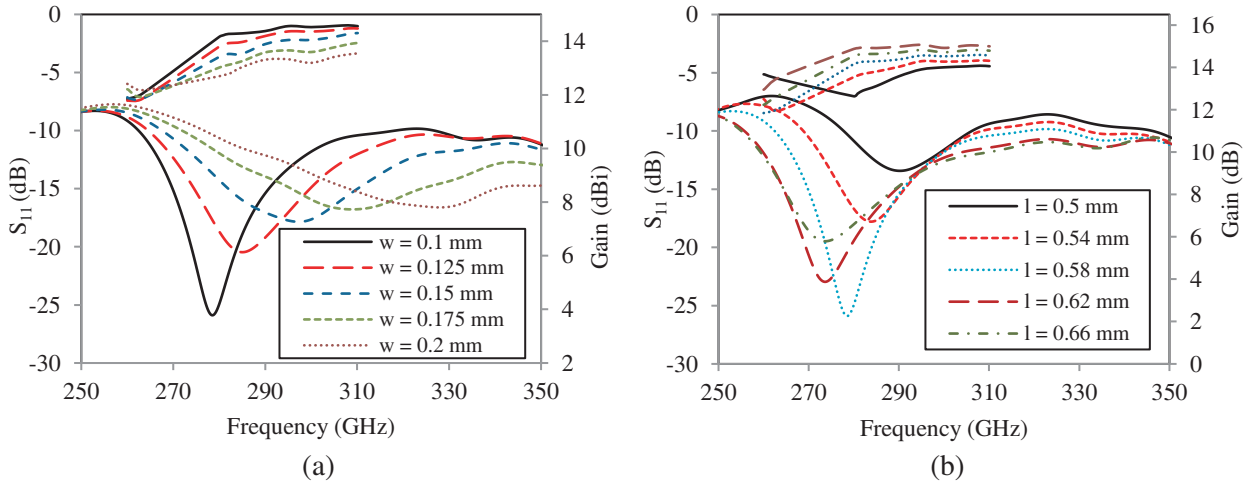 0
-5
-10
-15
-20
-25
-30
S11 (dB)
14
12
10
8
6
4
2
Gain (dBi)
w = 0.1 mm
w = 0.125 mm
w = 0.15 mm
w = 0.175 mm
w = 0.2 mm
250 270 290 310 330 350
Frequency (GHz)
(a)
0
-5
-10
-15
-20
-25
-30
S11 (dB)
16
14
12
10
8
6
4
2
0
Gain (dBi)
l = 0.5 mm
l = 0.54 mm
l = 0.58 mm
l = 0.62 mm
l = 0.66 mm
250 270 290 310 330 350
Frequency (GHz)
(b)